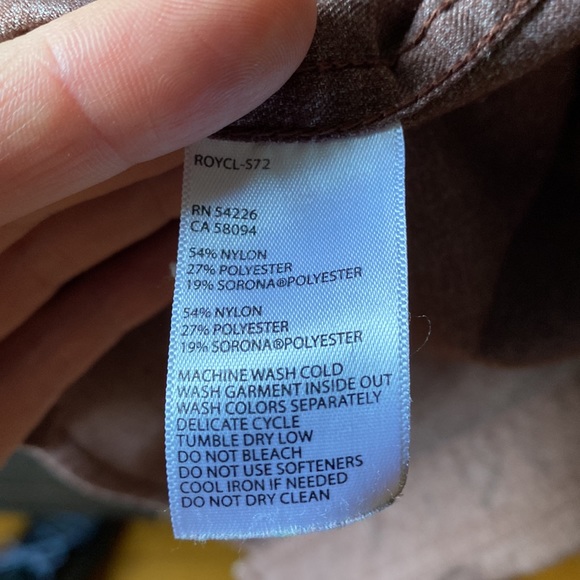 ROYCL-S72
RN 54226
CA 58094
54% NYLON
27% POLYESTER
19% SORONA®POLYESTER
54% NYLON
27% POLYESTER
19% SORONA®POLYESTER
MACHINE WASH COLD
WASH GARMENT INSIDE OUT
WASH COLORS SEPARATELY
DELICATE CYCLE
TUMBLE DRY LOW
DO NOT BLEACH
DO NOT USE SOFTENERS
COOL IRON IF NEEDED
DO NOT DRY CLEAN